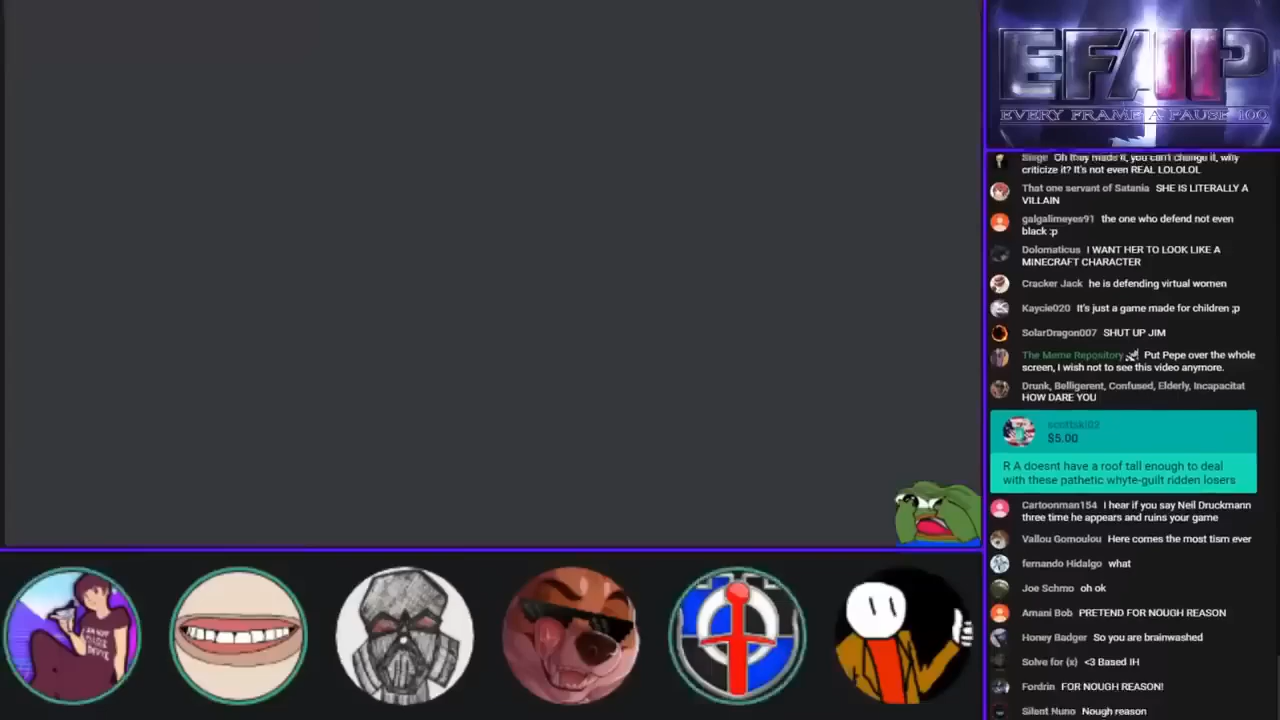 EFAP
EVERY FRAME A PAUSE 100
Siege Oh they made it, you can't change it, why
criticize it? It's not even REAL LOLOLOL
That one servant of Satania SHE IS LITERALLY A
VILLAIN
galgalimeyes91 the one who defend not even
black :p
Dolomaticus I WANT HER TO LOOK LIKE A
MINECRAFT CHARACTER
Cracker Jack he is defending virtual women
Kaycie020 It's just a game made for children ;p
SolarDragon007 SHUT UP JIM
The Meme Repository Put Pepe over the whole
screen, I wish not to see this video anymore.
Drunk, Belligerent, Confused, Elderly, Incapacitat
HOW DARE YOU
$5.00
R A doesnt have a roof tall enough to deal
with these pathetic whyte-guilt ridden losers
Cartoonman154 I hear if you say Neil Druckmann
three time he appears and ruins your game
Vallou Gomoulou Here comes the most tism ever
fernando Hidalgo what
Joe Schmo oh ok
Amani Bob PRETEND FOR NOUGH REASON
Honey Badger So you are brainwashed
Solve for (x) <3 Based IH
Fordrin FOR NOUGH REASON!
Silent Nuno Nough reason